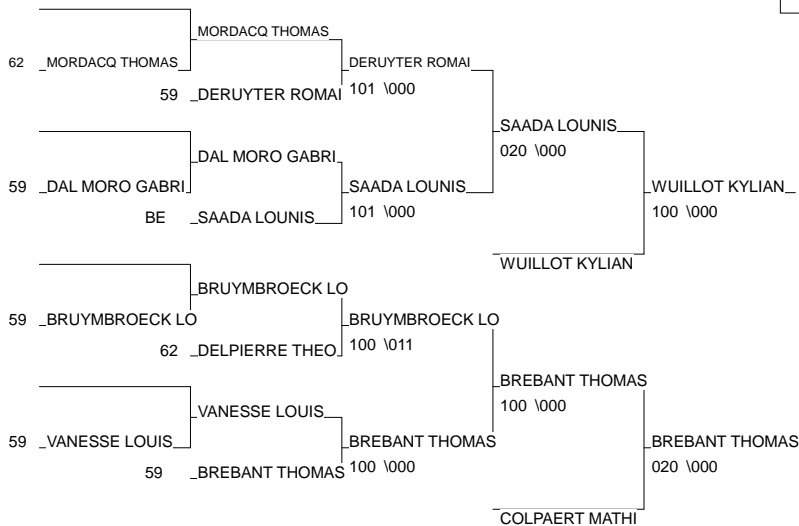 MORDACQ THOMAS
62 MORDACQ THOMAS DERUYTER ROMAI
59 DERUYTER ROMAI 101 \000
SAADA LOUNIS
DAL MORO GABRI 020 \000
59 DAL MORO GABRI SAADA LOUNIS WUILLOT KYLIAN
BE SAADA LOUNIS 101 \000 100 \000
WUILLOT KYLIAN
BRUYMBROECK LO
59 BRUYMBROECK LO BRUYMBROECK LO
62 DELPIERRE THEO 100 \011
BREBANT THOMAS
VANESSE LOUIS 100 \000
59 VANESSE LOUIS BREBANT THOMAS BREBANT THOMAS
59 BREBANT THOMAS 100 \000 020 \000
COLPAERT MATHI